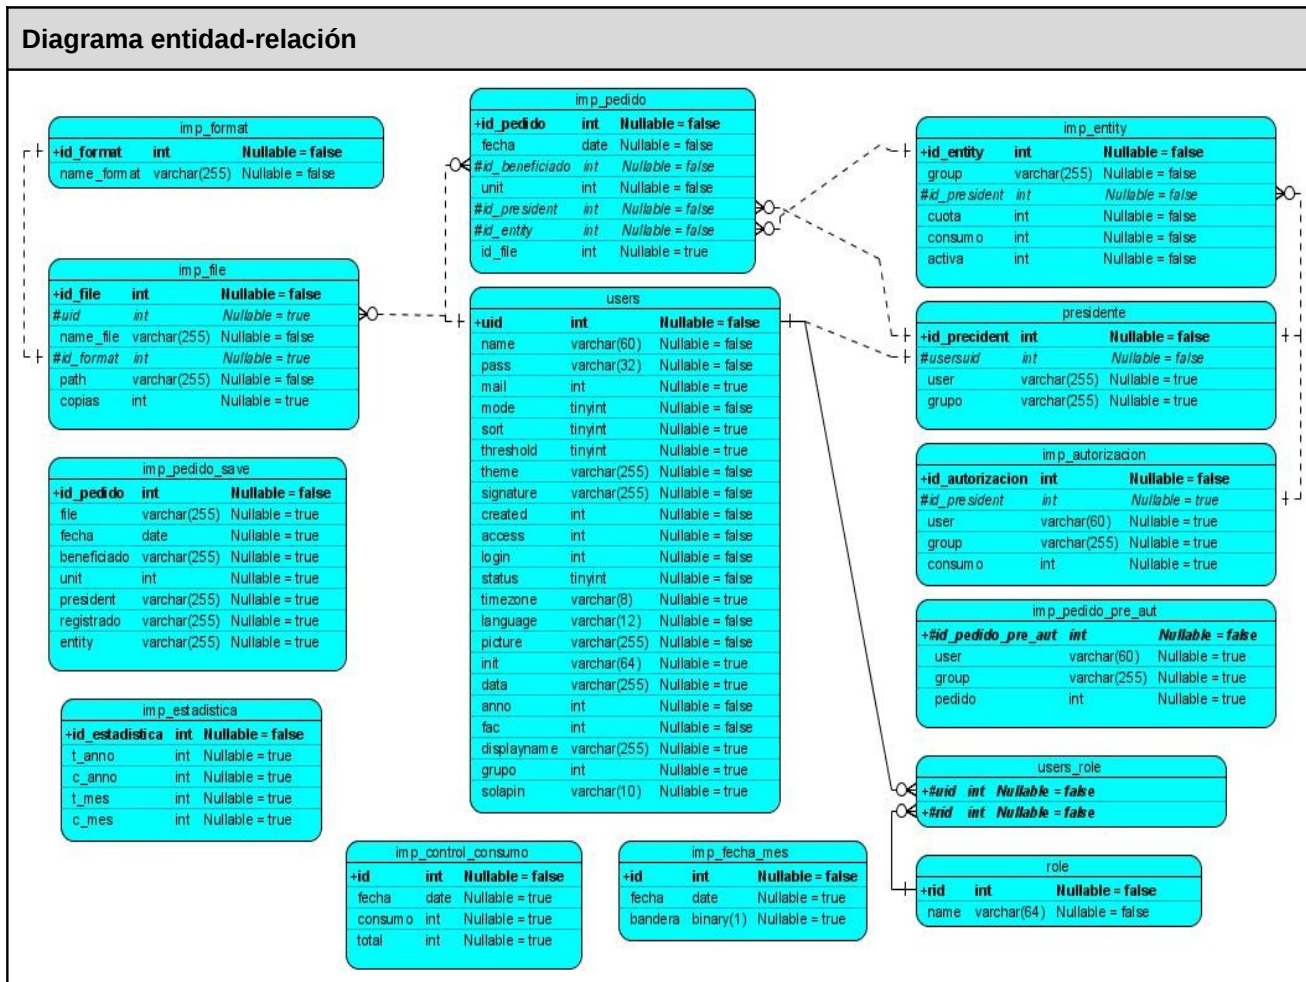 Diagrama entidad-relación
imp_format
+id_format int Nullable = false
name_format varchar(255) Nullable = false
imp_pedido
+id_pedido int Nullable = false
fecha date Nullable = false
#id_beneficiado int Nullable = false
unit int Nullable = false
#id_president int Nullable = false
#id_entity int Nullable = false
id_file int Nullable = true
imp_entity
+id_entity int Nullable = false
group varchar(255) Nullable = false
#id_president int Nullable = false
cuota int Nullable = false
consumo int Nullable = false
activa int Nullable = false
imp_file
+id_file int Nullable = false
#uid int Nullable = true
name_file varchar(255) Nullable = false
#id_format int Nullable = true
path varchar(255) Nullable = false
copias int Nullable = true
users
+uid int Nullable = false
name varchar(60) Nullable = false
pass varchar(32) Nullable = false
mail int Nullable = true
mode tinyint Nullable = false
sort tinyint Nullable = true
threshold tinyint Nullable = true
theme varchar(255) Nullable = false
signature varchar(255) Nullable = false
created int Nullable = false
access int Nullable = false
login int Nullable = false
status tinyint Nullable = false
timezone varchar(8) Nullable = true
language varchar(12) Nullable = true
picture varchar(255) Nullable = false
init varchar(64) Nullable = true
data varchar(255) Nullable = true
anno int Nullable = false
fac int Nullable = false
displayname varchar(255) Nullable = true
grupo int Nullable = true
solapin varchar(10) Nullable = true
presidente
+id_precident int Nullable = false
#usersuid int Nullable = false
user varchar(255) Nullable = true
grupo varchar(255) Nullable = true
imp_autorizacion
+id_autorizacion int Nullable = false
#id_president int Nullable = true
user varchar(60) Nullable = true
group varchar(255) Nullable = true
consumo int Nullable = true
imp_pedido_save
+id_pedido int Nullable = false
file varchar(255) Nullable = true
fecha date Nullable = true
beneficiado varchar(255) Nullable = true
unit int Nullable = true
president varchar(255) Nullable = true
registrado varchar(255) Nullable = true
entity varchar(255) Nullable = true
imp_pedido_pre_aut
+#id_pedido_pre_aut int Nullable = false
user varchar(60) Nullable = true
group varchar(255) Nullable = true
pedido int Nullable = true
imp_estadistica
+id_estadistica int Nullable = false
t_anno int Nullable = true
c_anno int Nullable = true
t_mes int Nullable = true
c_mes int Nullable = true
users_role
+#uid int Nullable = false
+#rid int Nullable = false
imp_control_consumo
+id int Nullable = false
fecha date Nullable = true
consumo int Nullable = true
total int Nullable = true
imp_fecha_mes
+id int Nullable = false
fecha date Nullable = true
bandera binary(1) Nullable = true
role
+rid int Nullable = false
name varchar(64) Nullable = false